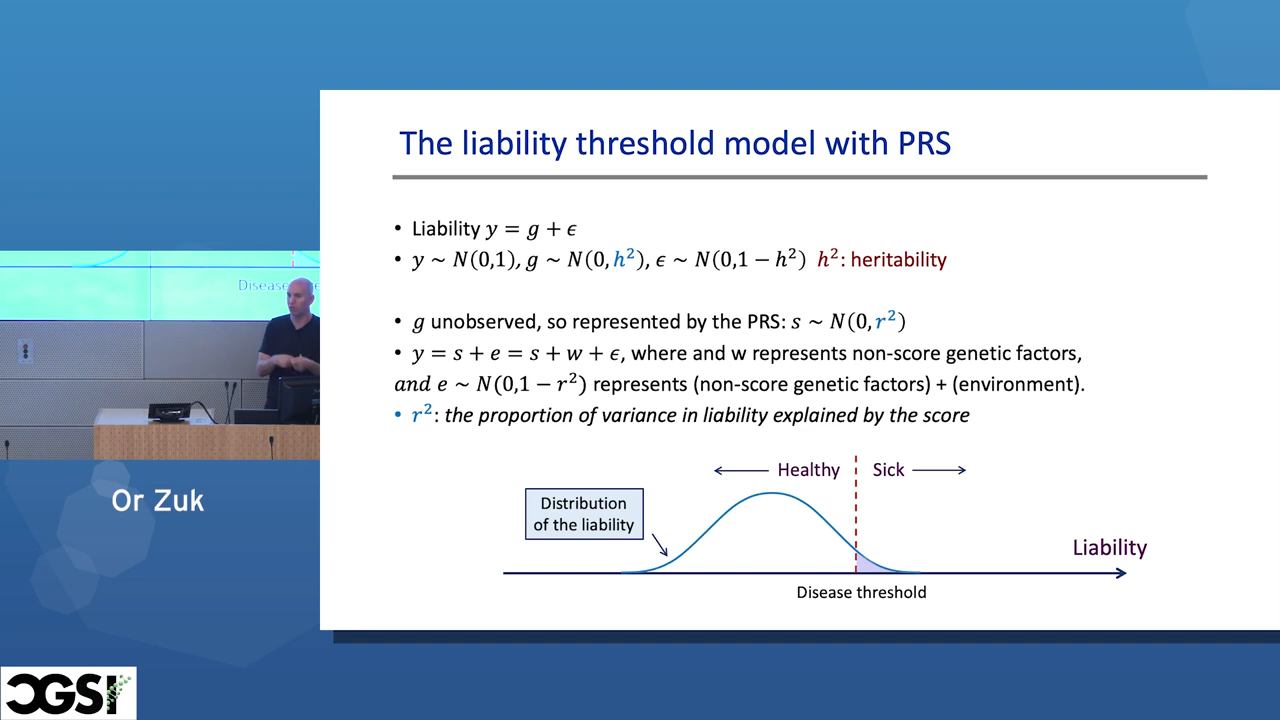 The liability threshold model with PRS
• Liability y = g + ϵ
• y ~ N(0,1), g ~ N(0, h²), ϵ ~ N(0,1 − h²) h²: heritability
• g unobserved, so represented by the PRS: s ~ N(0, r²)
• y = s + e = s + w + ϵ, where and w represents non-score genetic factors,
and e ~ N(0,1 − r²) represents (non-score genetic factors) + (environment).
• r²: the proportion of variance in liability explained by the score
Healthy
Sick
Distribution
of the liability
Liability
Disease threshold
Disease
Or Zuk
CGSI